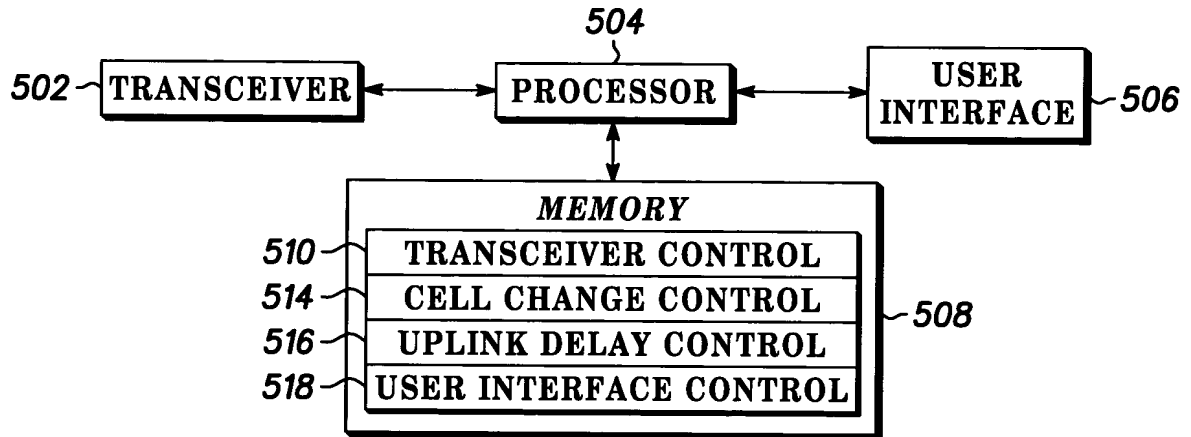 504
502 TRANSCEIVER
PROCESSOR
USER
INTERFACE
506
MEMORY
510 TRANSCEIVER CONTROL
514 CELL CHANGE CONTROL
516 UPLINK DELAY CONTROL
518 USER INTERFACE CONTROL
508